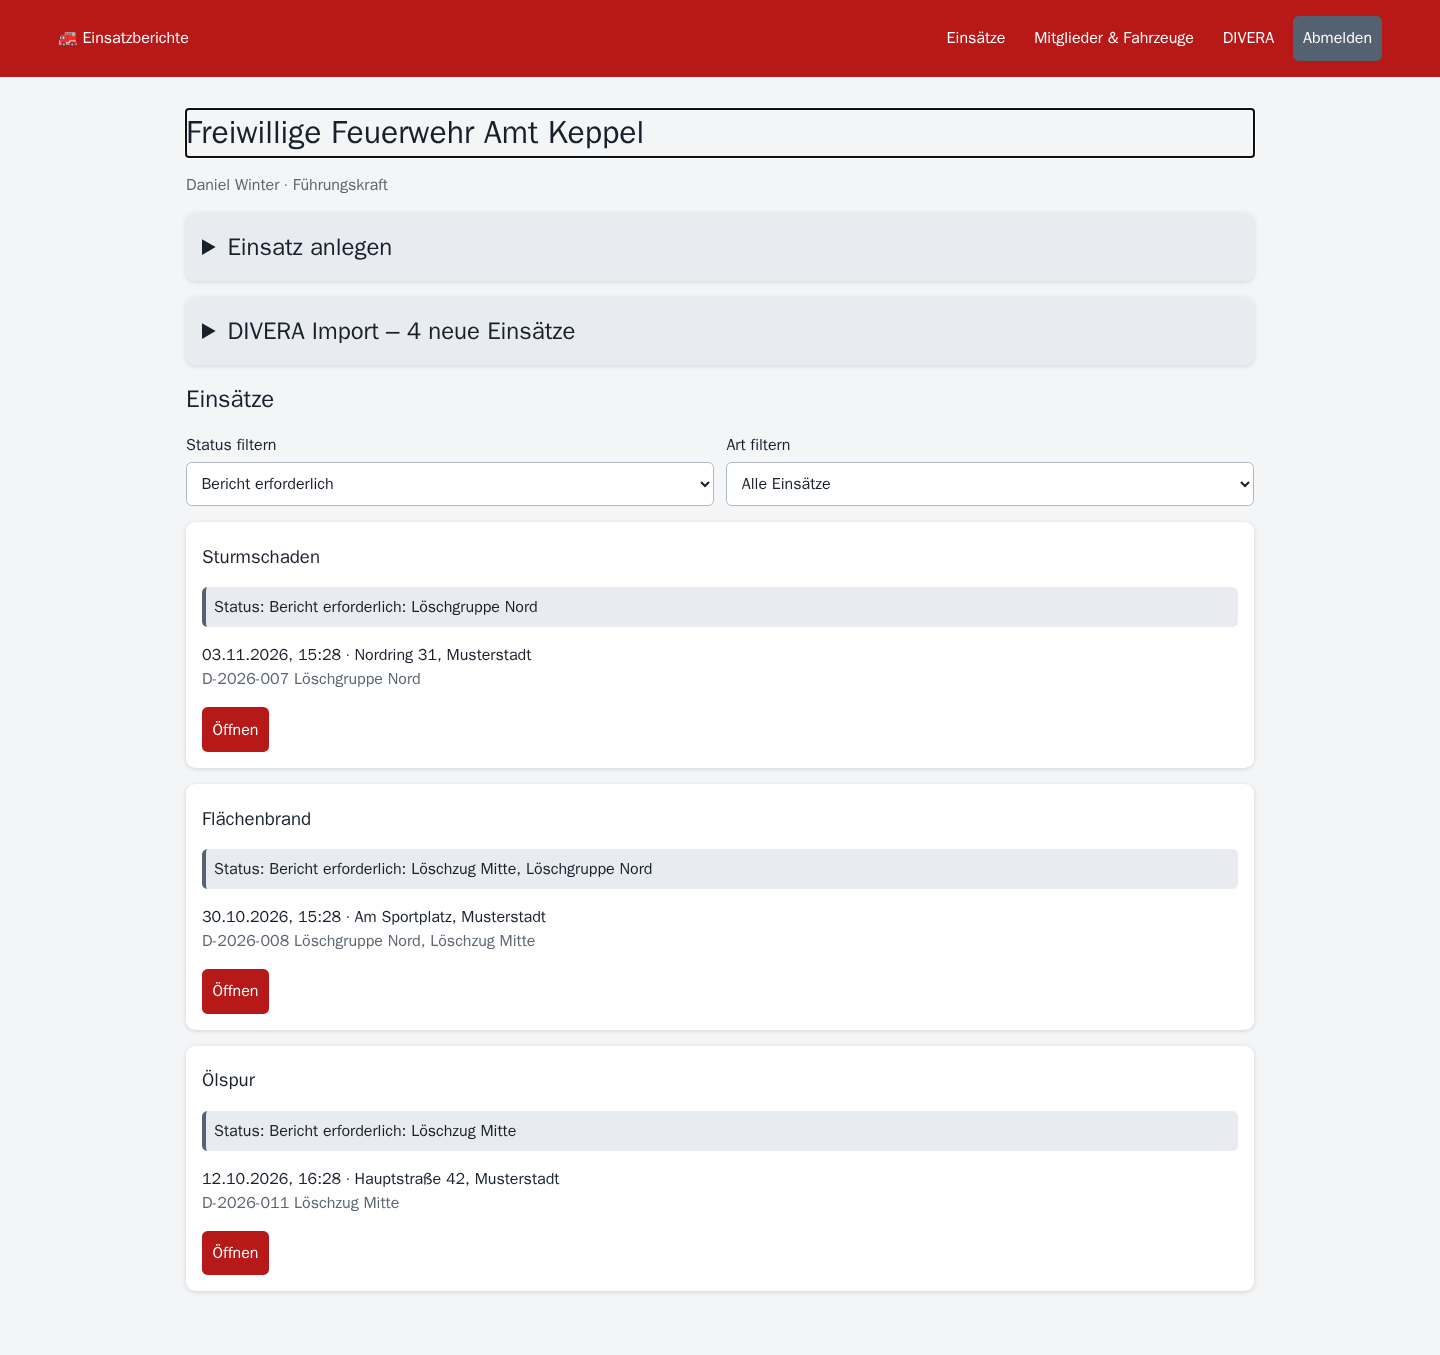 🚒 Einsatzberichte
Einsätze Mitglieder & Fahrzeuge DIVERA Abmelden
Freiwillige Feuerwehr Amt Keppel
Daniel Winter · Führungskraft
Einsatz anlegen
DIVERA Import – 4 neue Einsätze
Einsätze
Status filtern Art filtern
Bericht erforderlich Alle Einsätze
Sturmschaden
Status: Bericht erforderlich: Löschgruppe Nord
03.11.2026, 15:28 · Nordring 31, Musterstadt
D-2026-007 Löschgruppe Nord
Öffnen
Flächenbrand
Status: Bericht erforderlich: Löschzug Mitte, Löschgruppe Nord
30.10.2026, 15:28 · Am Sportplatz, Musterstadt
D-2026-008 Löschgruppe Nord, Löschzug Mitte
Öffnen
Ölspur
Status: Bericht erforderlich: Löschzug Mitte
12.10.2026, 16:28 · Hauptstraße 42, Musterstadt
D-2026-011 Löschzug Mitte
Öffnen